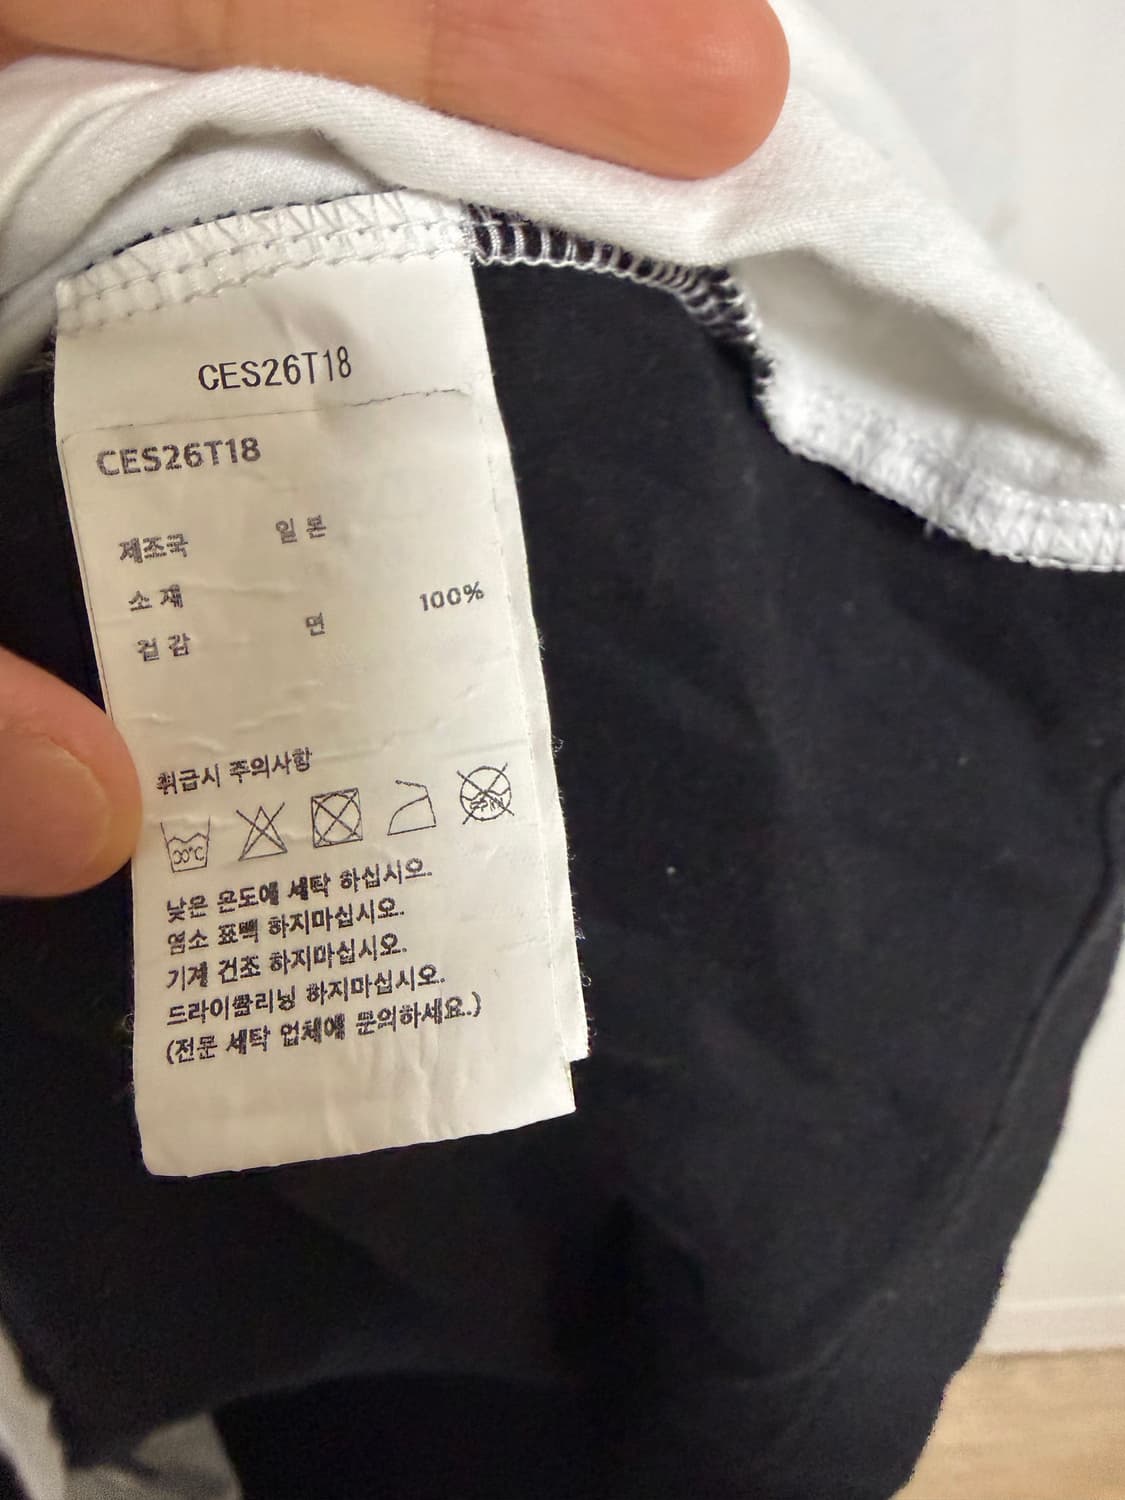 CES26T18
CES26T18
제조국 일 본
소 재
겉 감 면 100%
취급시 주의사항
30℃
낮은 온도에 세탁 하십시오.
염소 표백 하지마십시오.
기계 건조 하지마십시오.
드라이클리닝 하지마십시오.
(전문 세탁 업체에 문의하세요.)